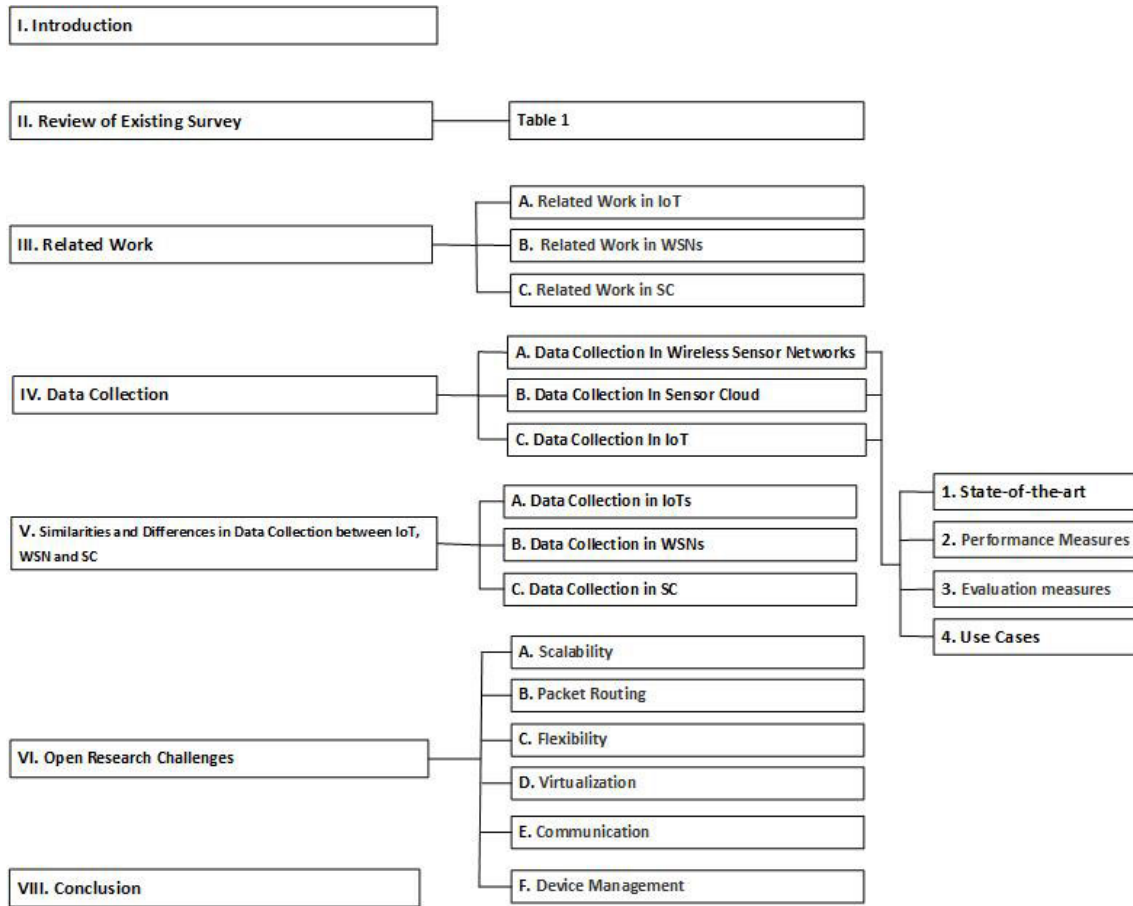 I. Introduction
II. Review of Existing Survey
Table 1
III. Related Work
A. Related Work in IoT
B. Related Work in WSNs
C. Related Work in SC
IV. Data Collection
A. Data Collection In Wireless Sensor Networks
B. Data Collection In Sensor Cloud
C. Data Collection In IoT
1. State-of-the-art
2. Performance Measures
3. Evaluation measures
4. Use Cases
V. Similarities and Differences in Data Collection between IoT,
WSN and SC
A. Data Collection in IoTs
B. Data Collection in WSNs
C. Data Collection in SC
VI. Open Research Challenges
A. Scalability
B. Packet Routing
C. Flexibility
D. Virtualization
E. Communication
F. Device Management
VIII. Conclusion